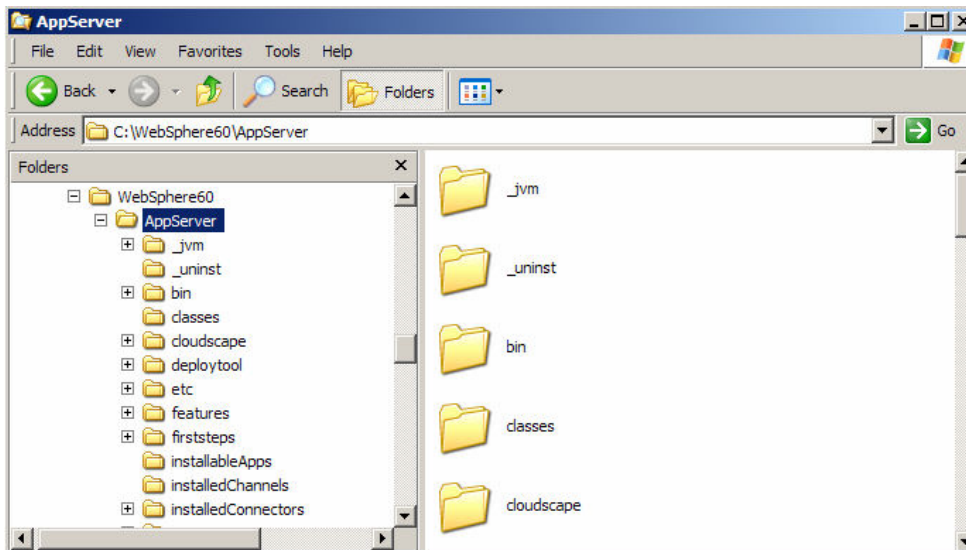 AppServer
File Edit View Favorites Tools Help
Back Search Folders
Address C:\WebSphere60\AppServer Go
Folders
WebSphere60
AppServer
_jvm
_uninst
bin
classes
cloudscape
deploytool
etc
features
firststeps
installableApps
installedChannels
installedConnectors
_jvm
_uninst
bin
classes
cloudscape